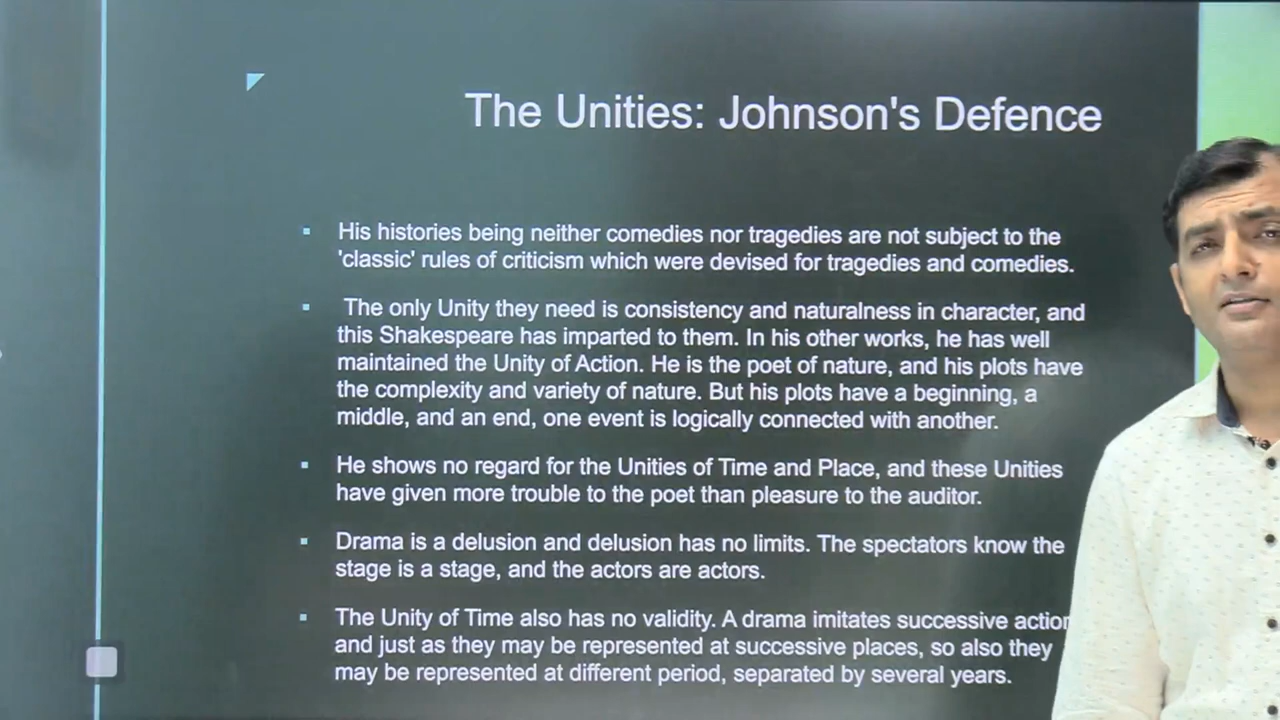 The Unities: Johnson's Defence
His histories being neither comedies nor tragedies are not subject to the
'classic' rules of criticism which were devised for tragedies and comedies.
The only Unity they need is consistency and naturalness in character, and
this Shakespeare has imparted to them. In his other works, he has well
maintained the Unity of Action. He is the poet of nature, and his plots have
the complexity and variety of nature. But his plots have a beginning, a
middle, and an end, one event is logically connected with another.
He shows no regard for the Unities of Time and Place, and these Unities
have given more trouble to the poet than pleasure to the auditor.
Drama is a delusion and delusion has no limits. The spectators know the
stage is a stage, and the actors are actors.
The Unity of Time also has no validity. A drama imitates successive action
and just as they may be represented at successive places, so also they
may be represented at different period, separated by several years.